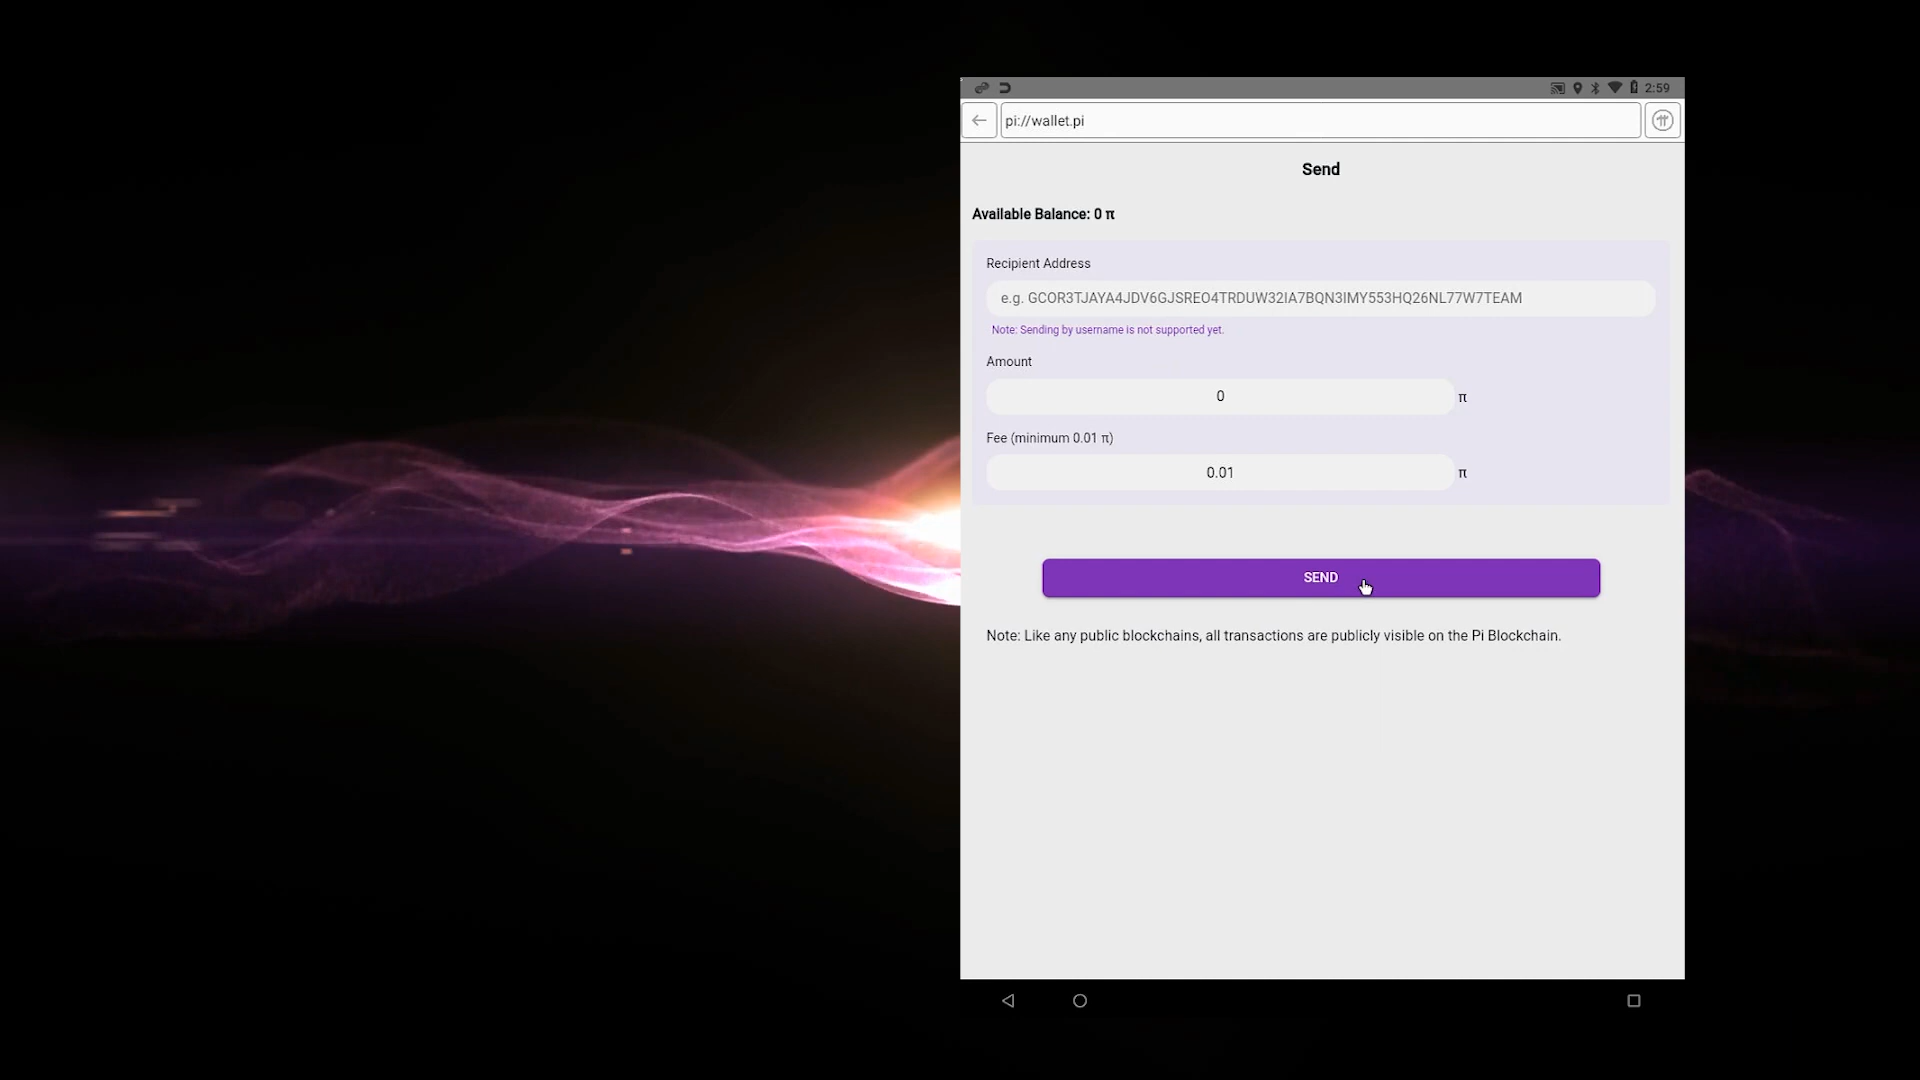 2:59
pi://wallet.pi
Send
Available Balance: 0 π
Recipient Address
e.g. GCOR3TJAYA4JDV6GJSREO4TRDUW32IA7BQN3IMY553HQ26NL77W7TEAM
Note: Sending by username is not supported yet.
Amount
0 π
Fee (minimum 0.01 π)
0.01 π
SEND
Note: Like any public blockchains, all transactions are publicly visible on the Pi Blockchain.